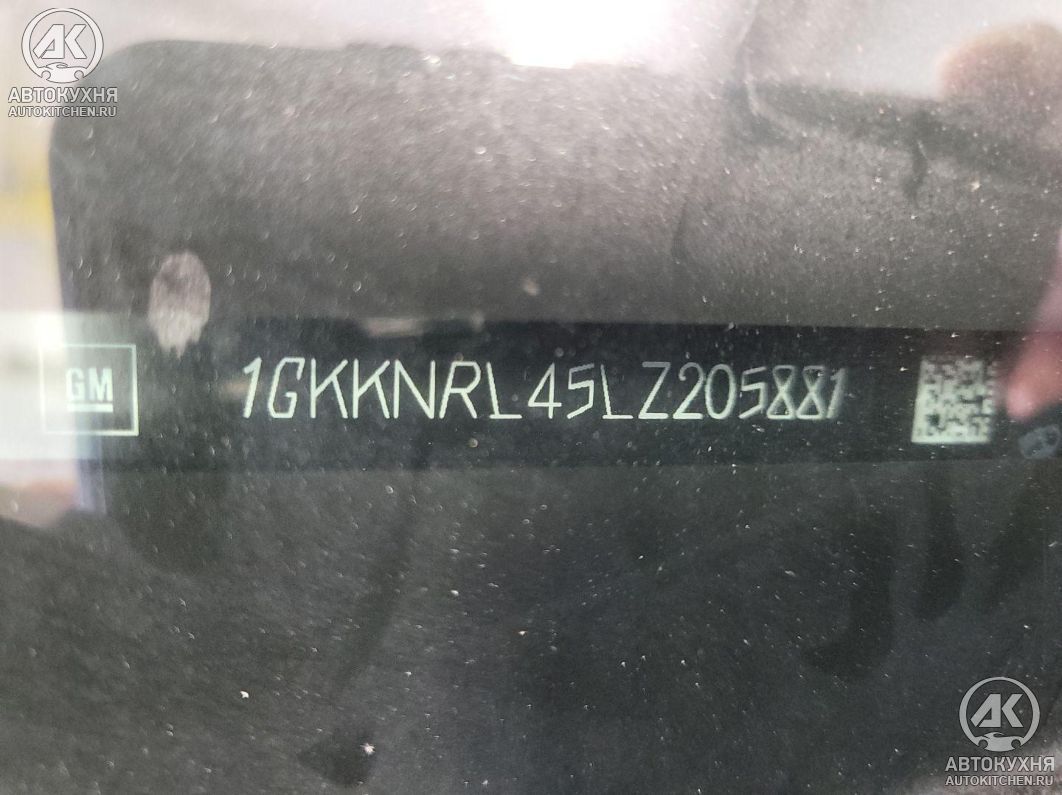 АК
АВТОКУХНЯ
AUTOKITCHEN.RU
GM
1GKKNRL45LZ205881
АК
АВТОКУХНЯ
AUTOKITCHEN.RU